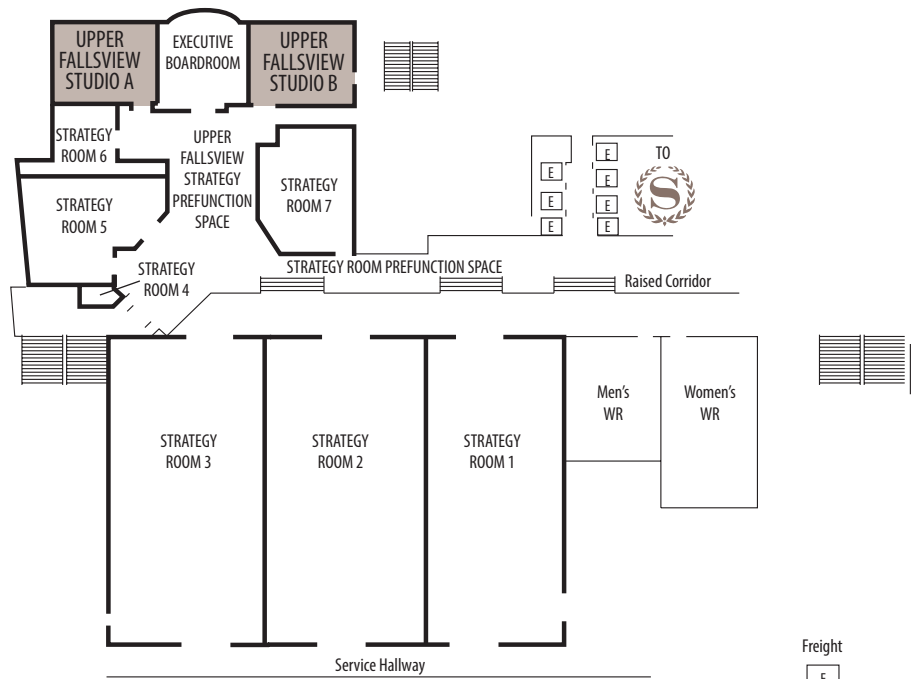 UPPER
FALLSVIEW
STUDIO A
EXECUTIVE
BOARDROOM
UPPER
FALLSVIEW
STUDIO B
STRATEGY
ROOM 6
UPPER
FALLSVIEW
STRATEGY
PREFUNCTION
SPACE
STRATEGY
ROOM 7
E
E
E
E
E
E
E
TO
S
STRATEGY
ROOM 5
STRATEGY
ROOM 4
STRATEGY ROOM PREFUNCTION SPACE
Raised Corridor
STRATEGY
ROOM 3
STRATEGY
ROOM 2
STRATEGY
ROOM 1
Men's
WR
Women's
WR
Service Hallway
Freight
E